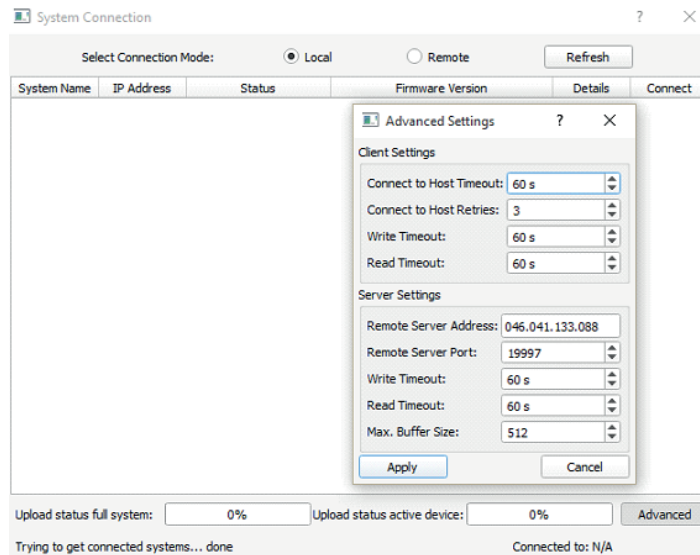 System Connection ?
Select Connection Mode: Local Remote Refresh
System Name IP Address Status Firmware Version Details Connect
Advanced Settings ?
Client Settings
Connect to Host Timeout: 60 s
Connect to Host Retries: 3
Write Timeout: 60 s
Read Timeout: 60 s
Server Settings
Remote Server Address: 046.041.133.088
Remote Server Port: 19997
Write Timeout: 60 s
Read Timeout: 60 s
Max. Buffer Size: 512
Apply Cancel
Upload status full system: 0% Upload status active device: 0% Advanced
Trying to get connected systems... done Connected to: N/A